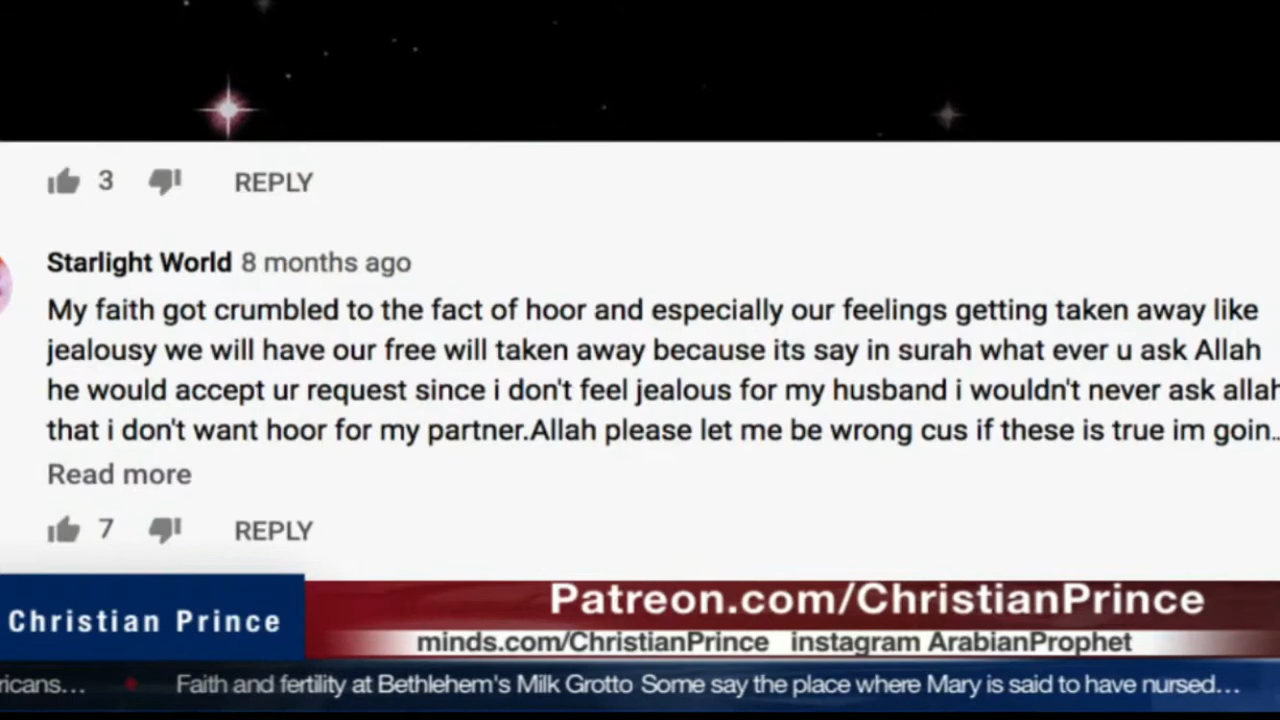 3 REPLY
Starlight World 8 months ago
My faith got crumbled to the fact of hoor and especially our feelings getting taken away like
jealousy we will have our free will taken away because its say in surah what ever u ask Allah
he would accept ur request since i don't feel jealous for my husband i wouldn't never ask allah
that i don't want hoor for my partner.Allah please let me be wrong cus if these is true im goin...
Read more
7 REPLY
Christian Prince
Patreon.com/ChristianPrince
minds.com/ChristianPrince instagram ArabianProphet
ricans... • Faith and fertility at Bethlehem's Milk Grotto Some say the place where Mary is said to have nursed...